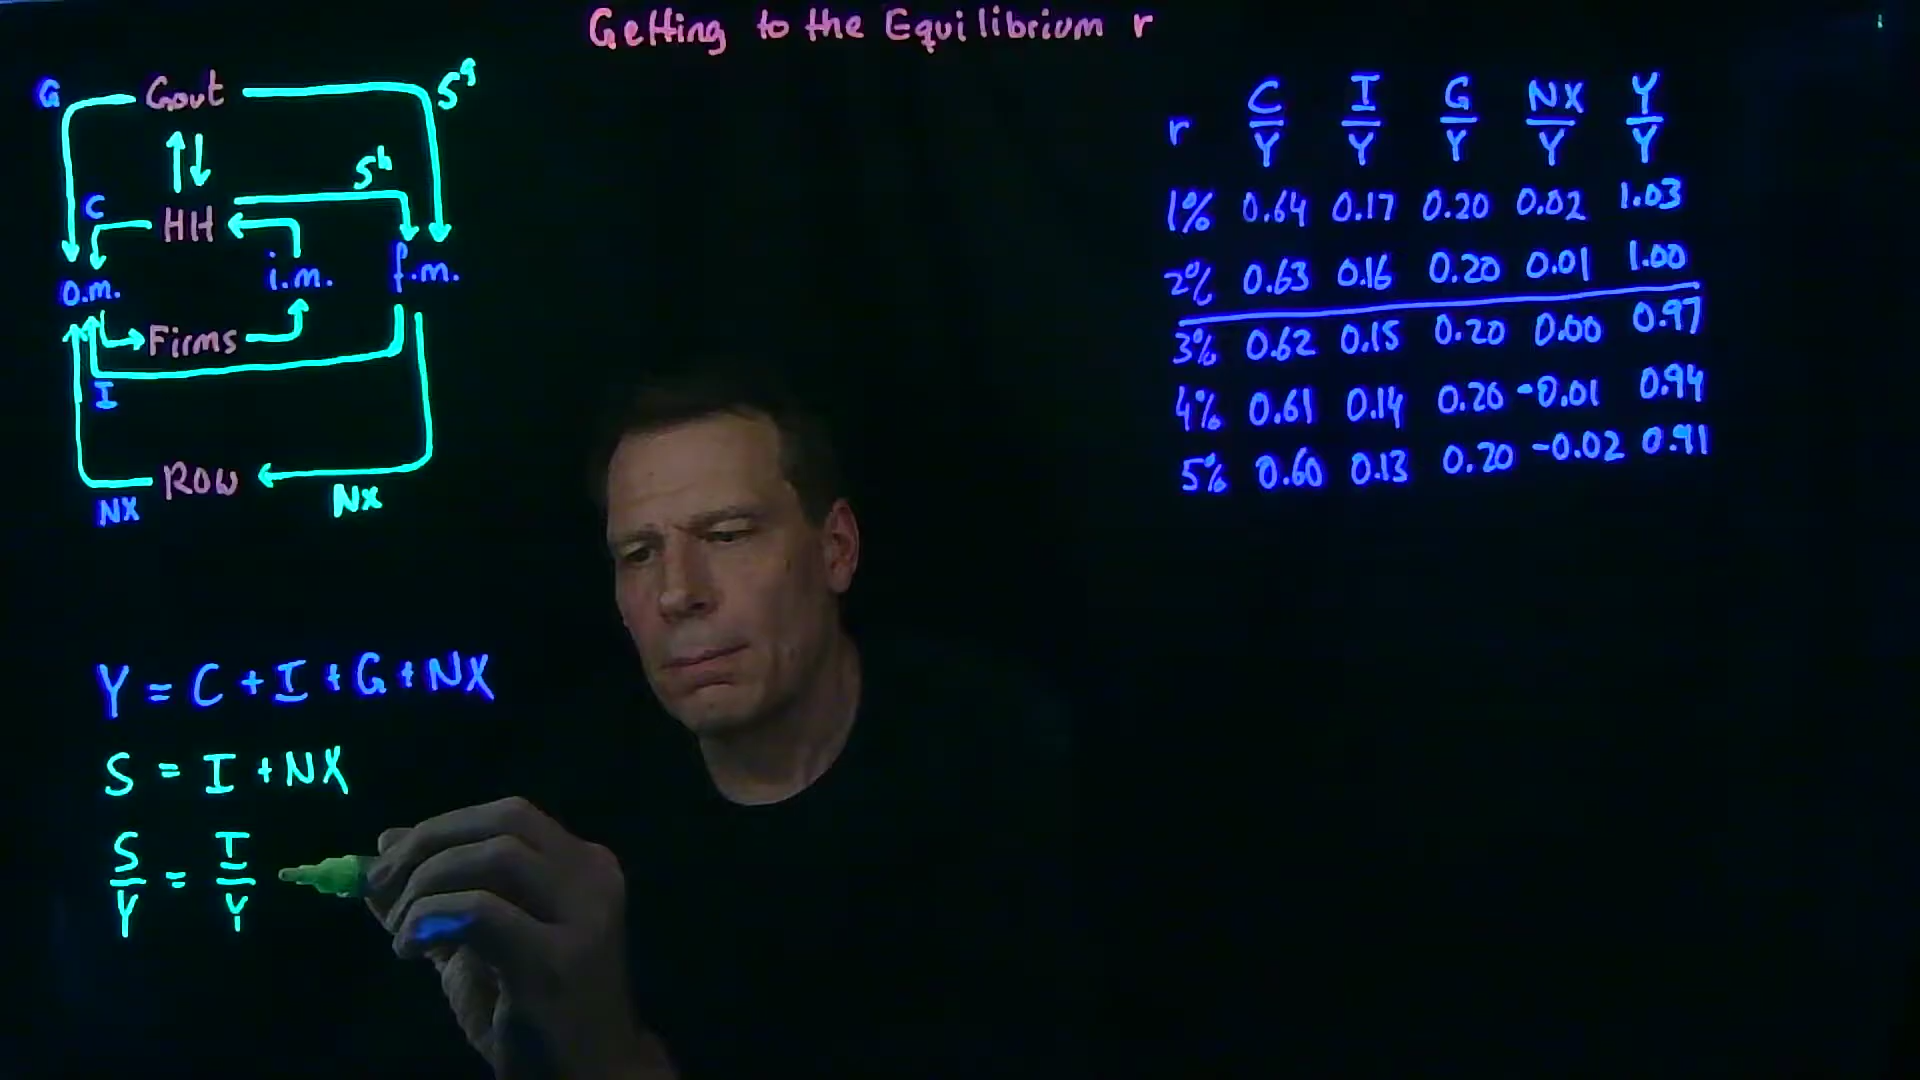 Getting to the Equilibrium r
G Govt S^g
S^h
C HH
o.m. i.m. f.m.
Firms
I
ROW
NX NX
Y = C + I + G + NX
S = I + NX
S/Y = I/Y
r C/Y I/Y G/Y NX/Y Y/Y
1% 0.64 0.17 0.20 0.02 1.03
2% 0.63 0.16 0.20 0.01 1.00
3% 0.62 0.15 0.20 0.00 0.97
4% 0.61 0.14 0.20 -0.01 0.94
5% 0.60 0.13 0.20 -0.02 0.91